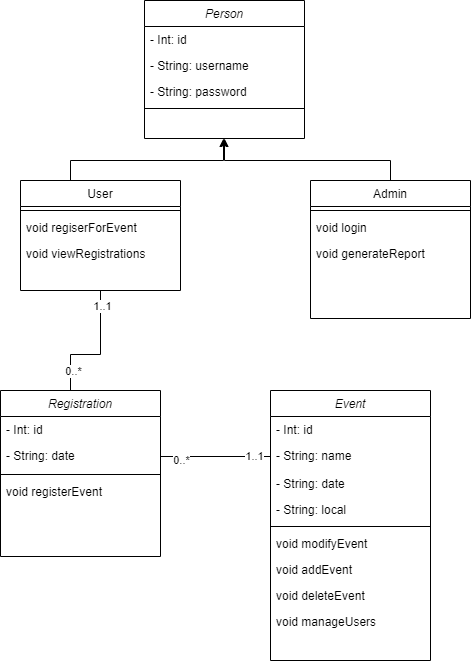 Person
- Int: id
- String: username
- String: password
User
void regiserForEvent
void viewRegistrations
Admin
void login
void generateReport
1..1
0..*
Registration
- Int: id
- String: date
void registerEvent
0..*
1..1
Event
- Int: id
- String: name
- String: date
- String: local
void modifyEvent
void addEvent
void deleteEvent
void manageUsers